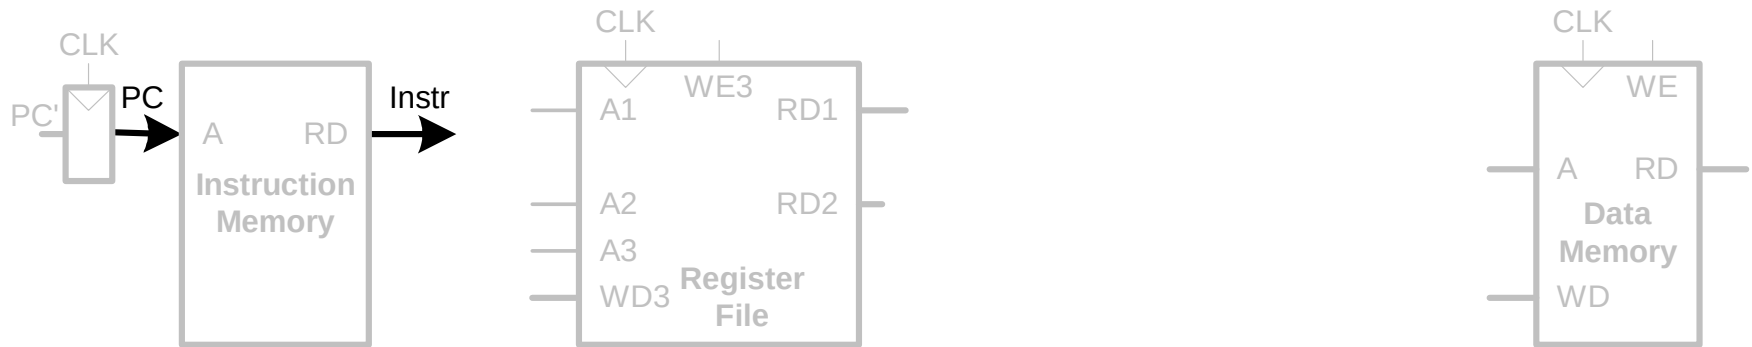 CLK
PC'
PC
A
RD
Instruction
Memory
Instr
CLK
WE3
A1
RD1
A2
RD2
A3
WD3
Register
File
CLK
WE
A
RD
Data
Memory
WD